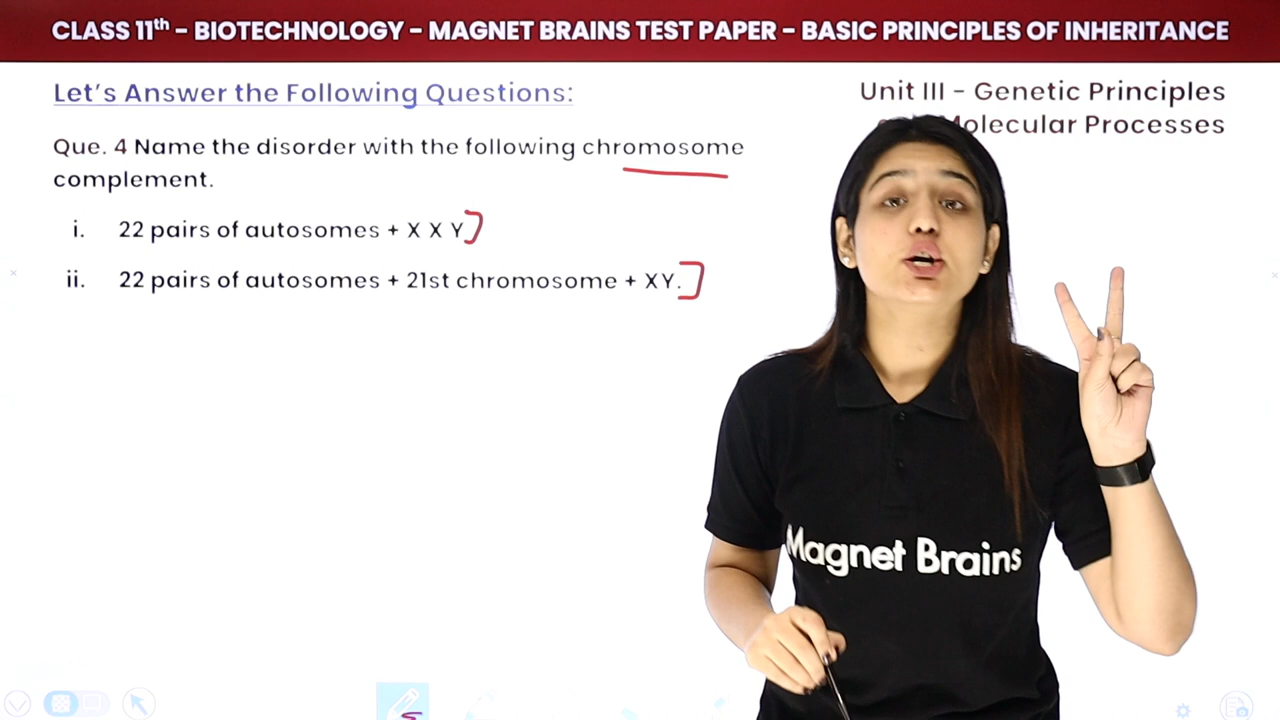 CLASS 11th – BIOTECHNOLOGY – MAGNET BRAINS TEST PAPER – BASIC PRINCIPLES OF INHERITANCE
Let's Answer the Following Questions:
Unit III – Genetic Principles
Molecular Processes
Que. 4 Name the disorder with the following chromosome
complement.
i. 22 pairs of autosomes + X X Y
ii. 22 pairs of autosomes + 21st chromosome + XY.
Magnet Brains